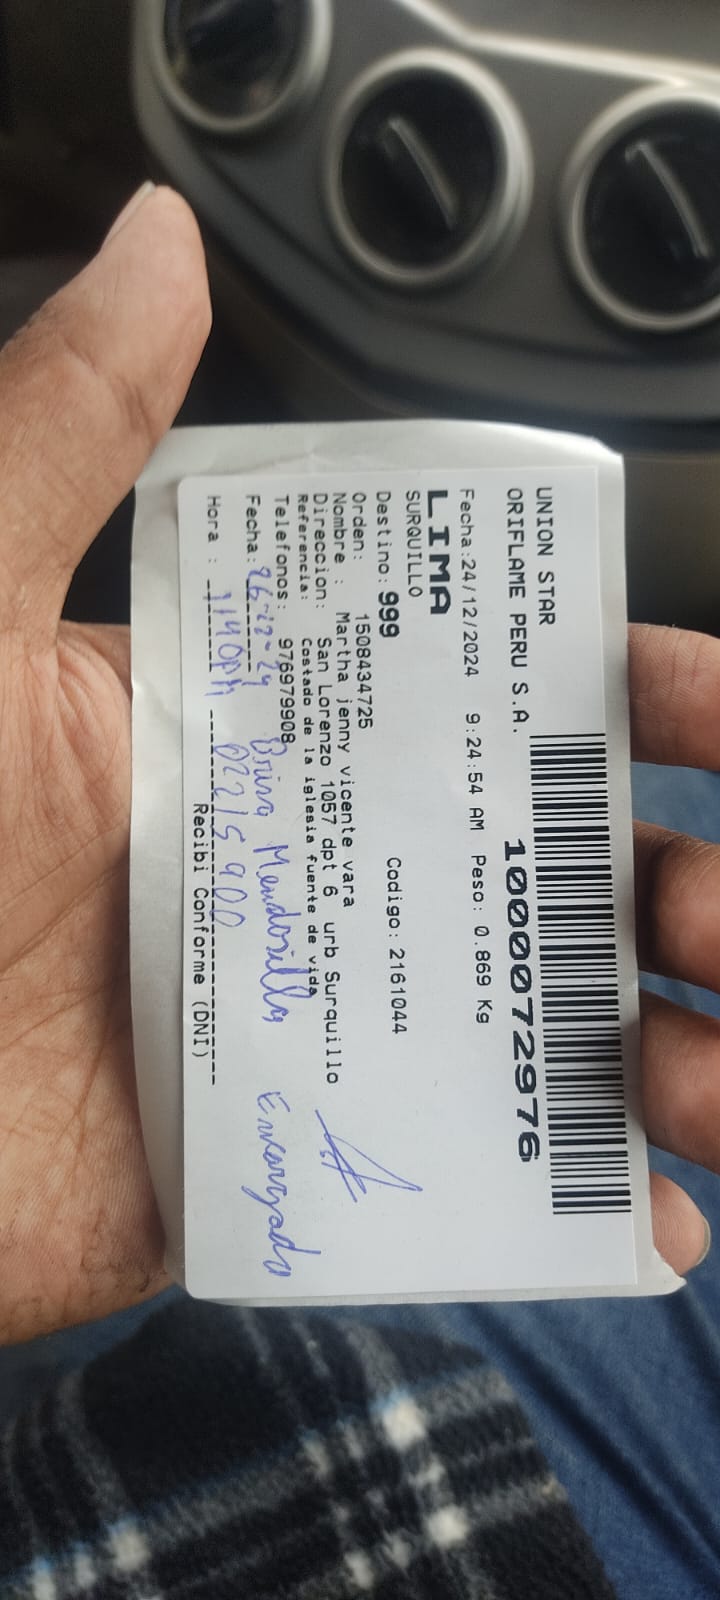 UNION STAR
ORIFLAME PERU S.A. 1000072976
Fecha:24/12/2024 9:24:54 AM Peso: 0.869 Kg
LIMA
SURQUILLO
Destino: 999 Codigo: 2161044
Orden: 1508434725
Nombre : Martha jenny vicente vara
Direccion: San Lorenzo 1057 dpt 6 urb Surquillo
Referencia: Costado de la iglesia fuente de vida
Telefonos: 976979908
Fecha: 26-12-24 Brisa Mendosilla Encargada
Hora : 1:40PM 02215900
Recibi Conforme (DNI)